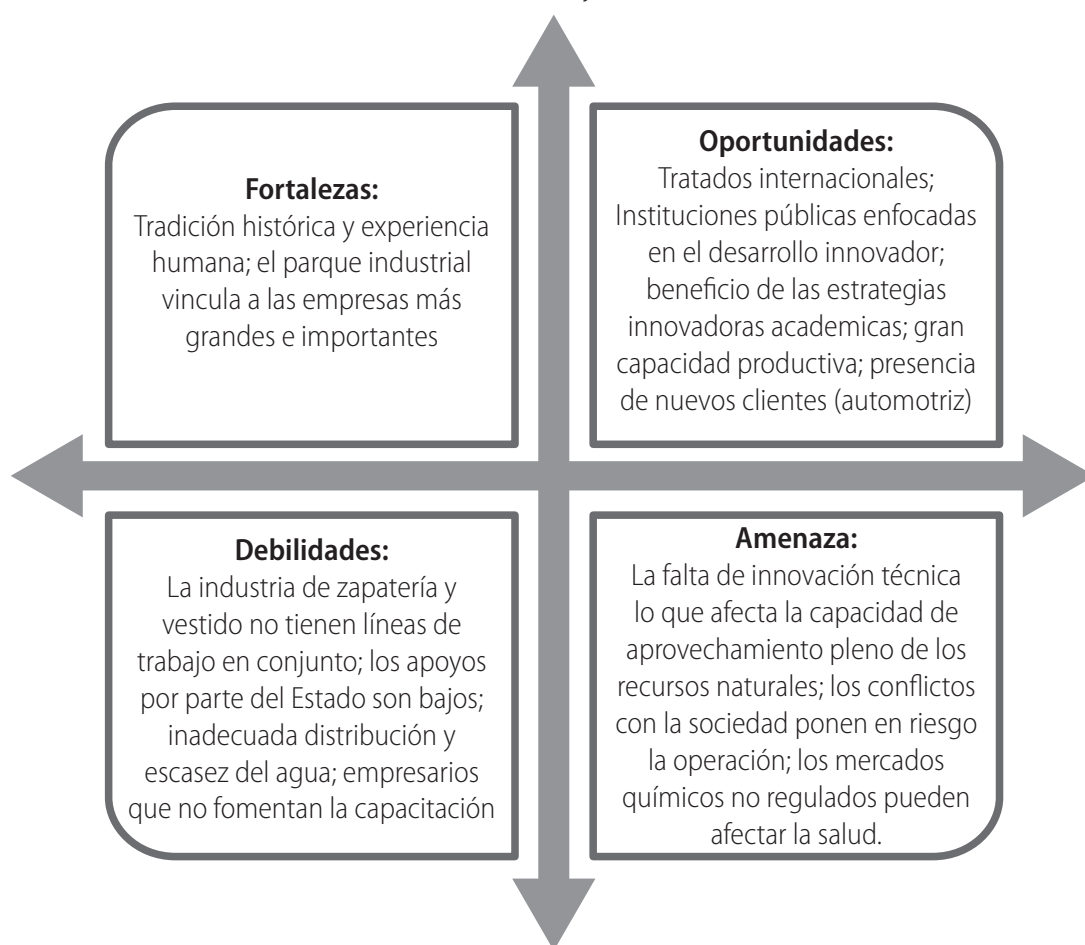 Fortalezas:
Tradición histórica y experiencia
humana; el parque industrial
vincula a las empresas más
grandes e importantes
Oportunidades:
Tratados internacionales;
Instituciones públicas enfocadas
en el desarrollo innovador;
beneficio de las estrategias
innovadoras academicas; gran
capacidad productiva; presencia
de nuevos clientes (automotriz)
Debilidades:
La industria de zapatería y
vestido no tienen líneas de
trabajo en conjunto; los apoyos
por parte del Estado son bajos;
inadecuada distribución y
escasez del agua; empresarios
que no fomentan la capacitación
Amenaza:
La falta de innovación técnica
lo que afecta la capacidad de
aprovechamiento pleno de los
recursos naturales; los conflictos
con la sociedad ponen en riesgo
la operación; los mercados
químicos no regulados pueden
afectar la salud.